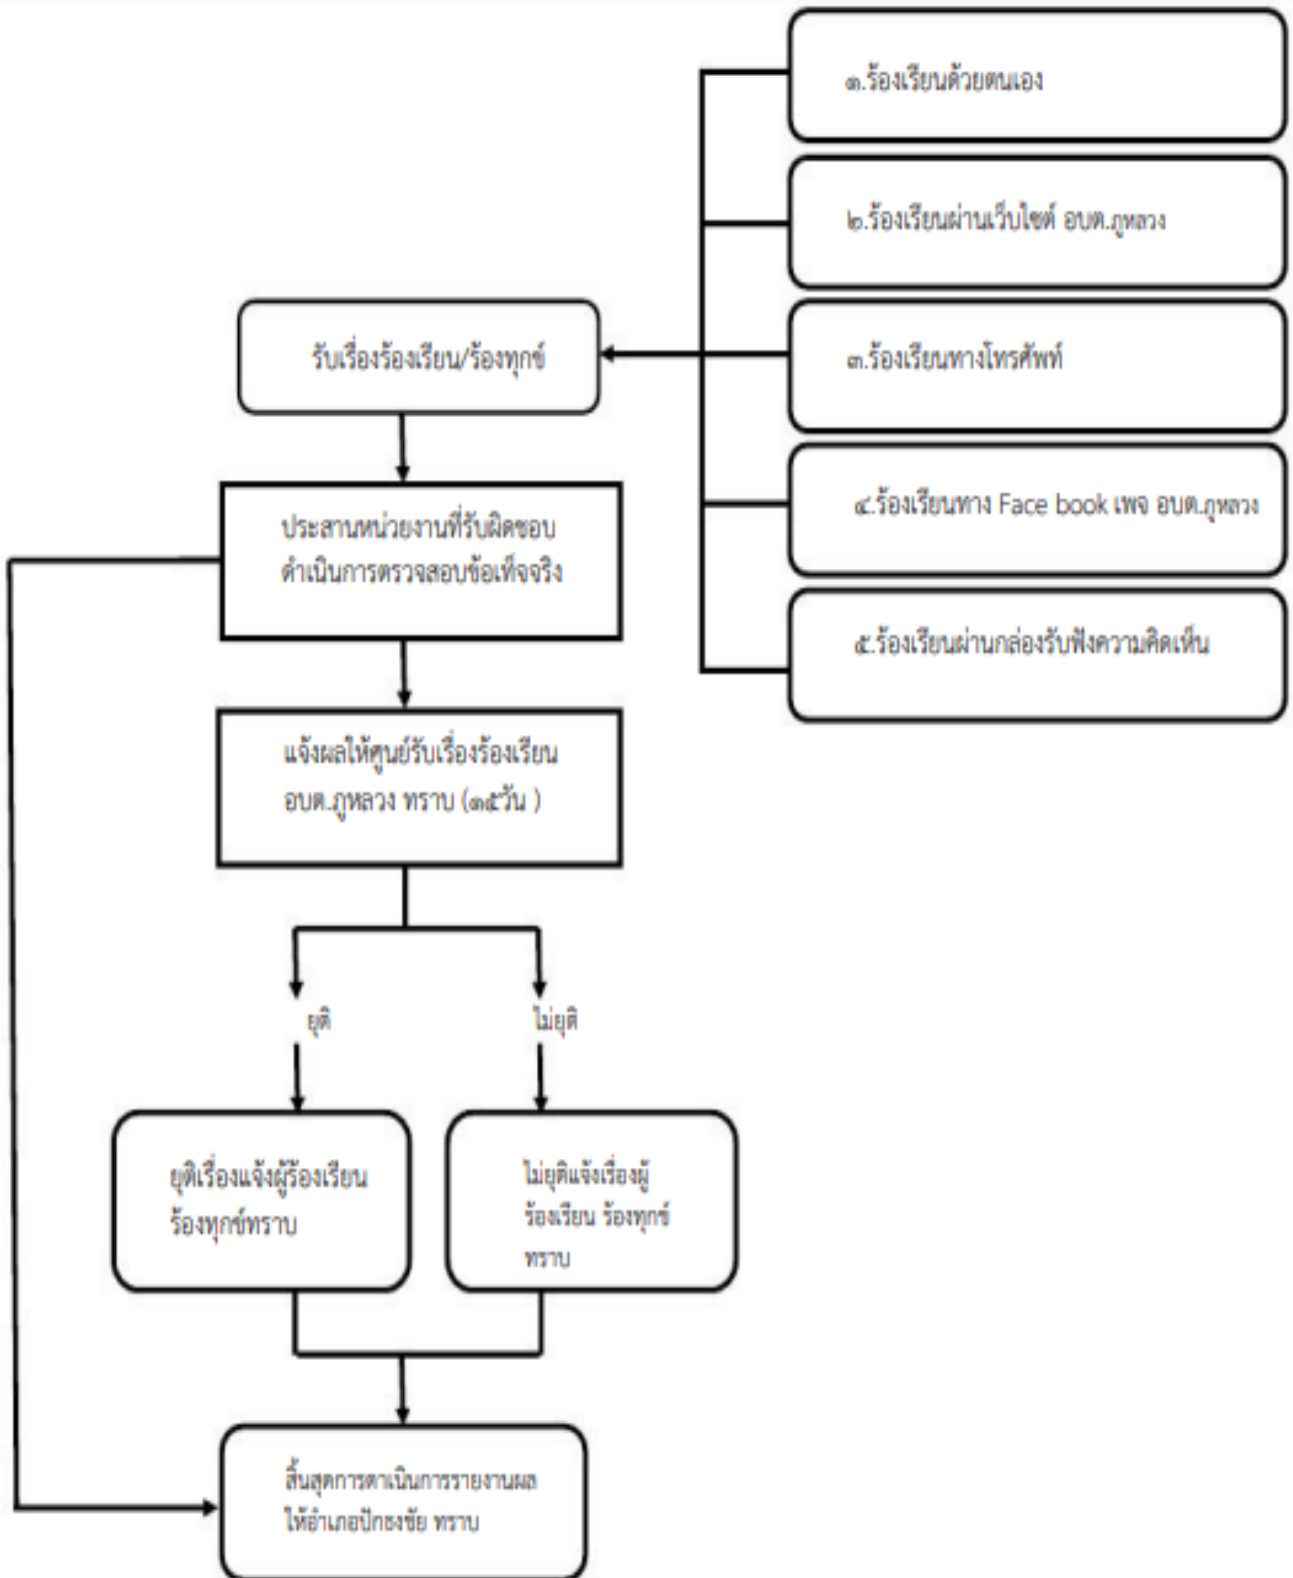 ๑.ร้องเรียนด้วยตนเอง
๒.ร้องเรียนผ่านเว็บไซต์ อบต.ภูหลวง
รับเรื่องร้องเรียน/ร้องทุกข์
๓.ร้องเรียนทางโทรศัพท์
๔.ร้องเรียนทาง Face book เพจ อบต.ภูหลวง
๕.ร้องเรียนผ่านกล่องรับฟังความคิดเห็น
ประสานหน่วยงานที่รับผิดชอบ
ดำเนินการตรวจสอบข้อเท็จจริง
แจ้งผลให้ศูนย์รับเรื่องร้องเรียน
อบต.ภูหลวง ทราบ (๑๕วัน )
ยุติ
ไม่ยุติ
ยุติเรื่องแจ้งผู้ร้องเรียน
ร้องทุกข์ทราบ
ไม่ยุติแจ้งเรื่องผู้
ร้องเรียน ร้องทุกข์
ทราบ
สิ้นสุดการดาเนินการรายงานผล
ให้อำเภอปักธงชัย ทราบ